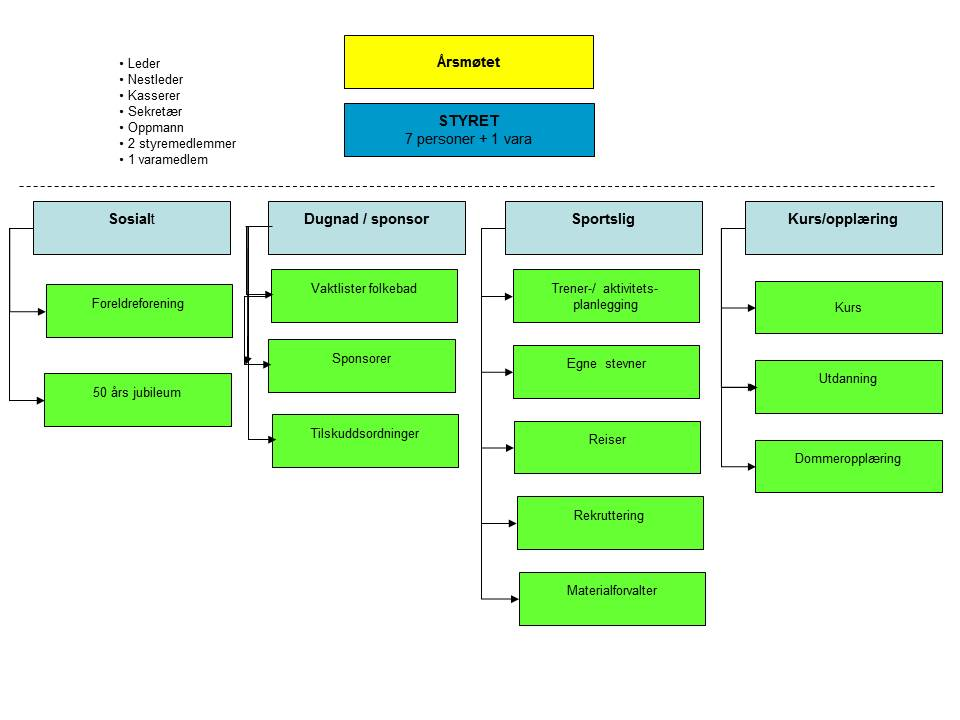 • Leder
• Nestleder
• Kasserer
• Sekretær
• Oppmann
• 2 styremedlemmer
• 1 varamedlem
Årsmøtet
STYRET
7 personer + 1 vara
Sosialt
Foreldreforening
50 års jubileum
Dugnad / sponsor
Vaktlister folkebad
Sponsorer
Tilskuddsordninger
Sportslig
Trener-/ aktivitets-
planlegging
Egne stevner
Reiser
Rekruttering
Materialforvalter
Kurs/opplæring
Kurs
Utdanning
Dommeropplæring